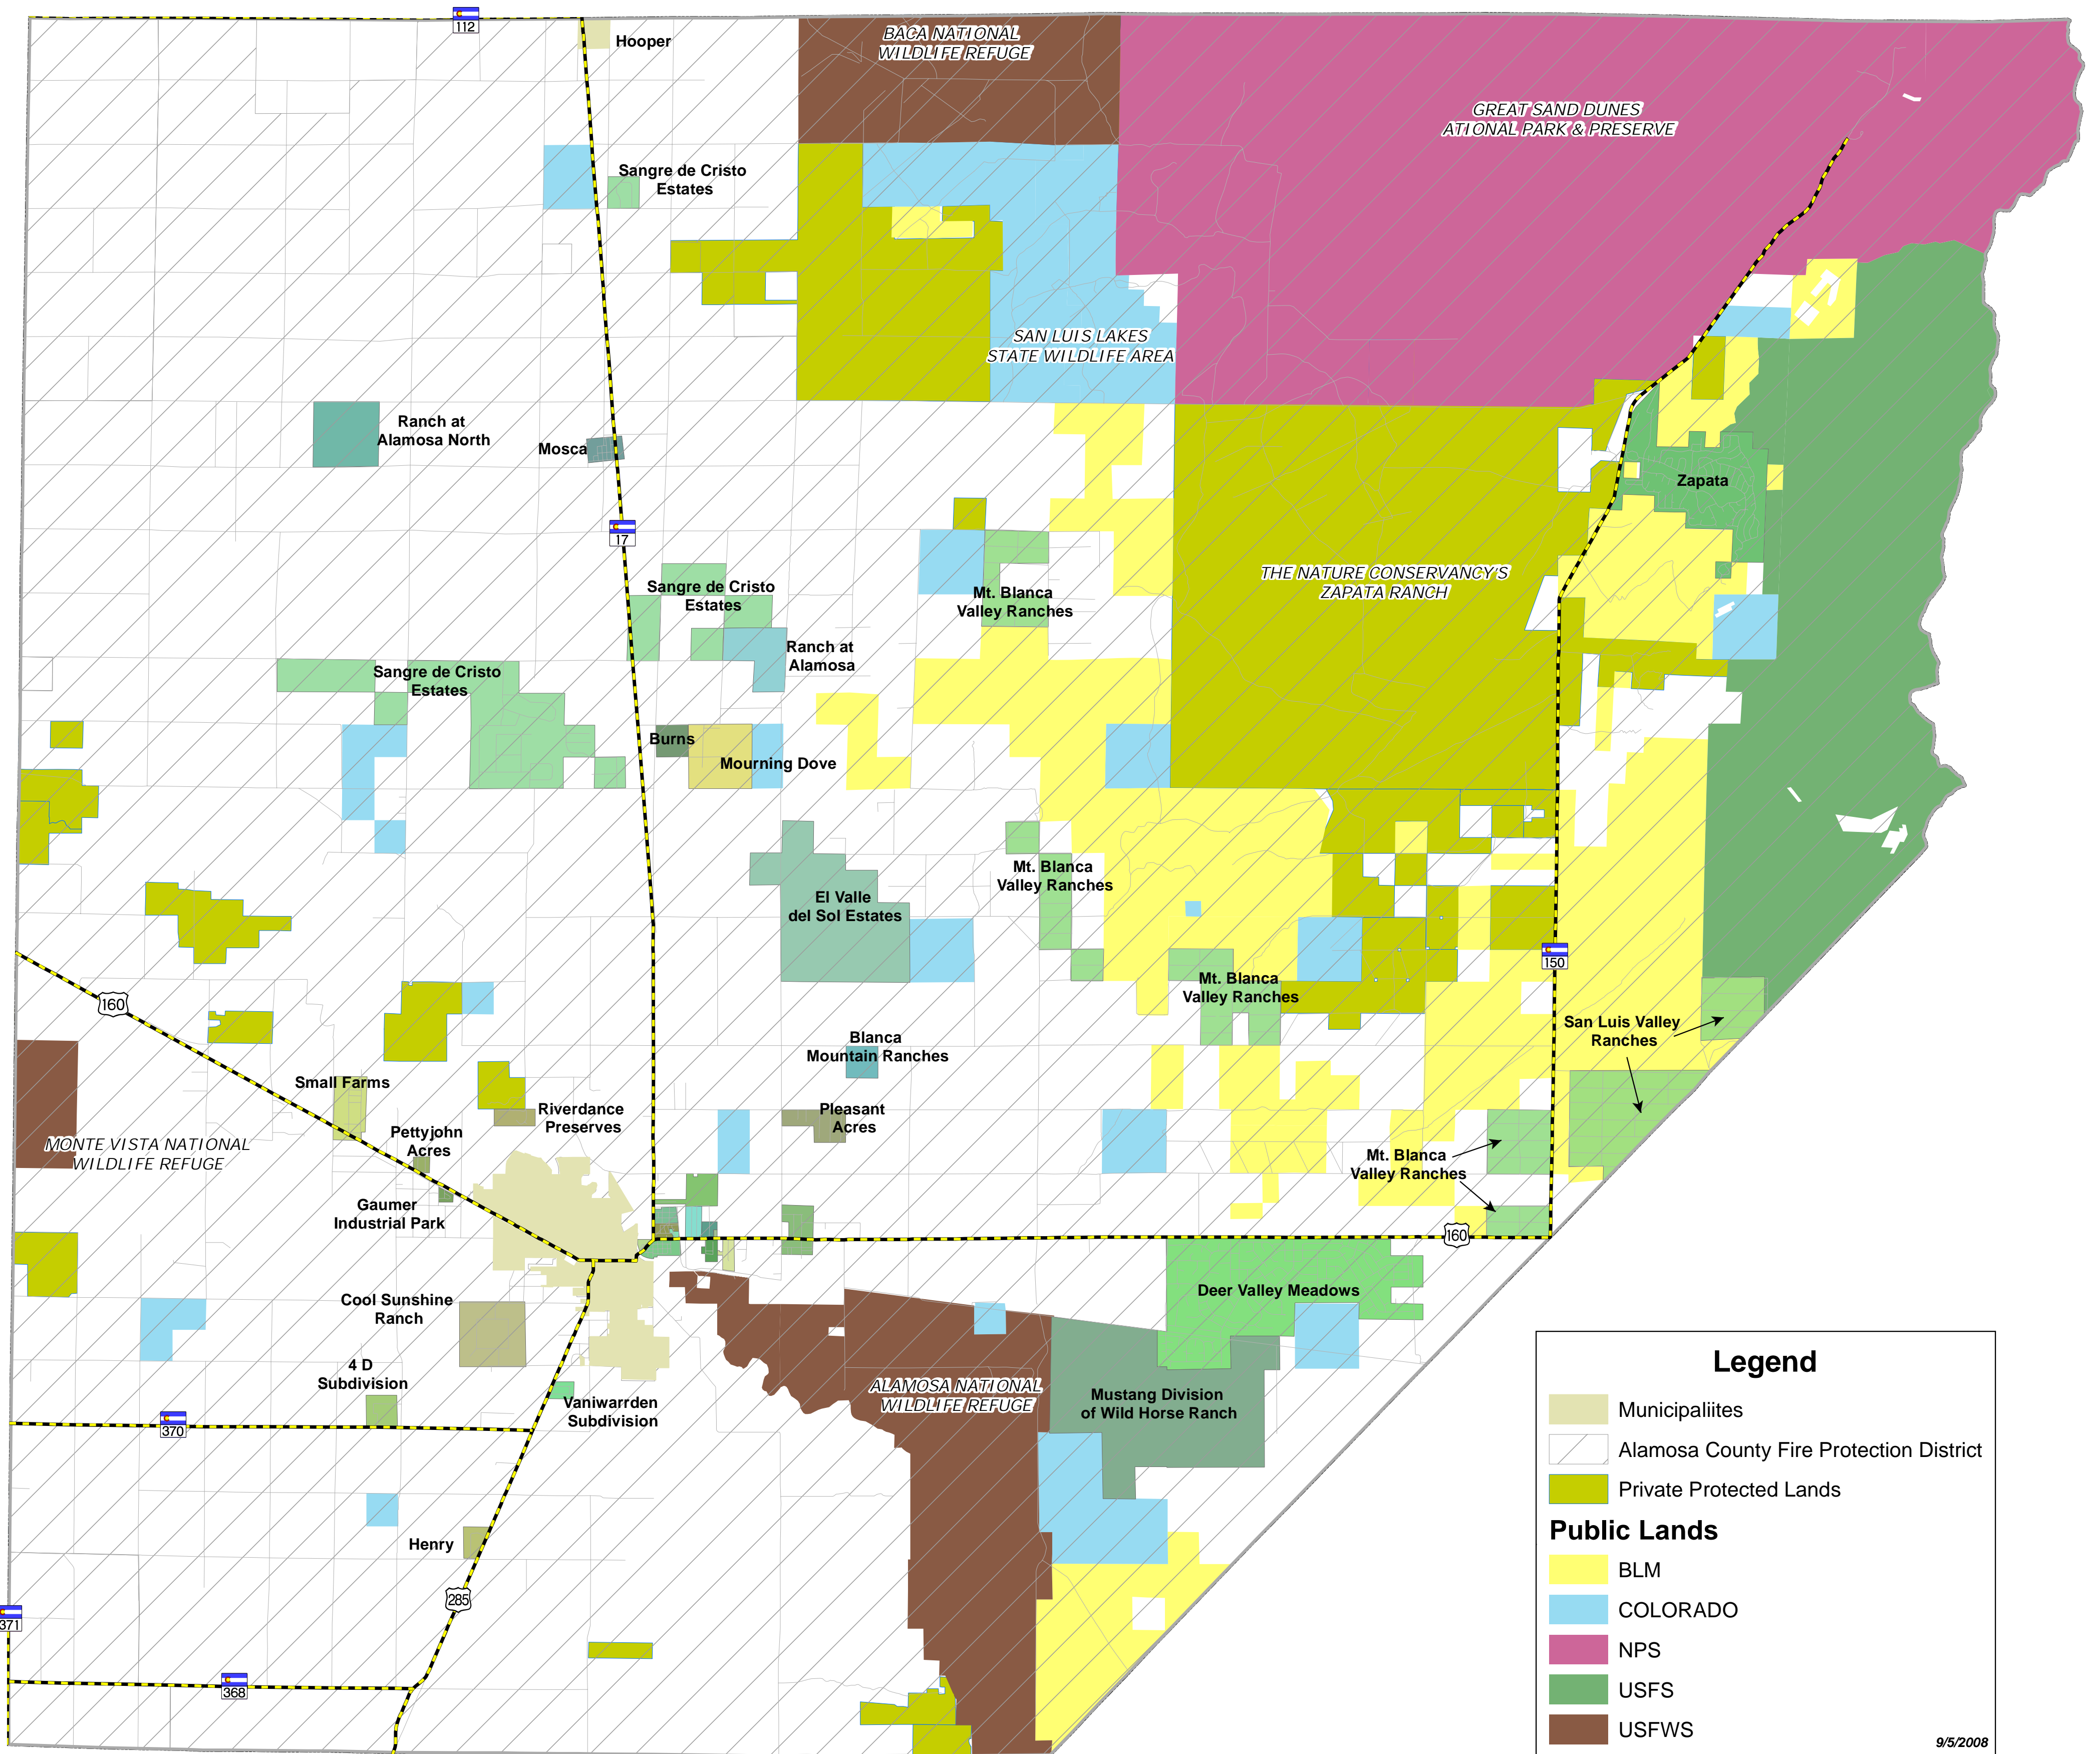 112
Hooper
BACA NATIONAL
WILDLIFE REFUGE
GREAT SAND DUNES
ATIONAL PARK & PRESERVE
Sangre de Cristo
Estates
SAN LUIS LAKES
STATE WILDLIFE AREA
Ranch at
Alamosa North
Mosca
Zapata
17
Sangre de Cristo
Estates
Mt. Blanca
Valley Ranches
THE NATURE CONSERVANCY'S
ZAPATA RANCH
Ranch at
Alamosa
Sangre de Cristo
Estates
Burns
Mourning Dove
Mt. Blanca
Valley Ranches
El Valle
del Sol Estates
150
Mt. Blanca
Valley Ranches
160
San Luis Valley
Ranches
Blanca
Mountain Ranches
Small Farms
Riverdance
Preserves
Pleasant
Acres
Pettyjohn
Acres
MONTE VISTA NATIONAL
WILDLIFE REFUGE
Mt. Blanca
Valley Ranches
Gaumer
Industrial Park
160
Deer Valley Meadows
Cool Sunshine
Ranch
4 D
Subdivision
ALAMOSA NATIONAL
WILDLIFE REFUGE
Mustang Division
of Wild Horse Ranch
Vaniwarrden
Subdivision
370
Henry
285
371
368
Legend
Municipaliites
Alamosa County Fire Protection District
Private Protected Lands
Public Lands
BLM
COLORADO
NPS
USFS
USFWS
9/5/2008